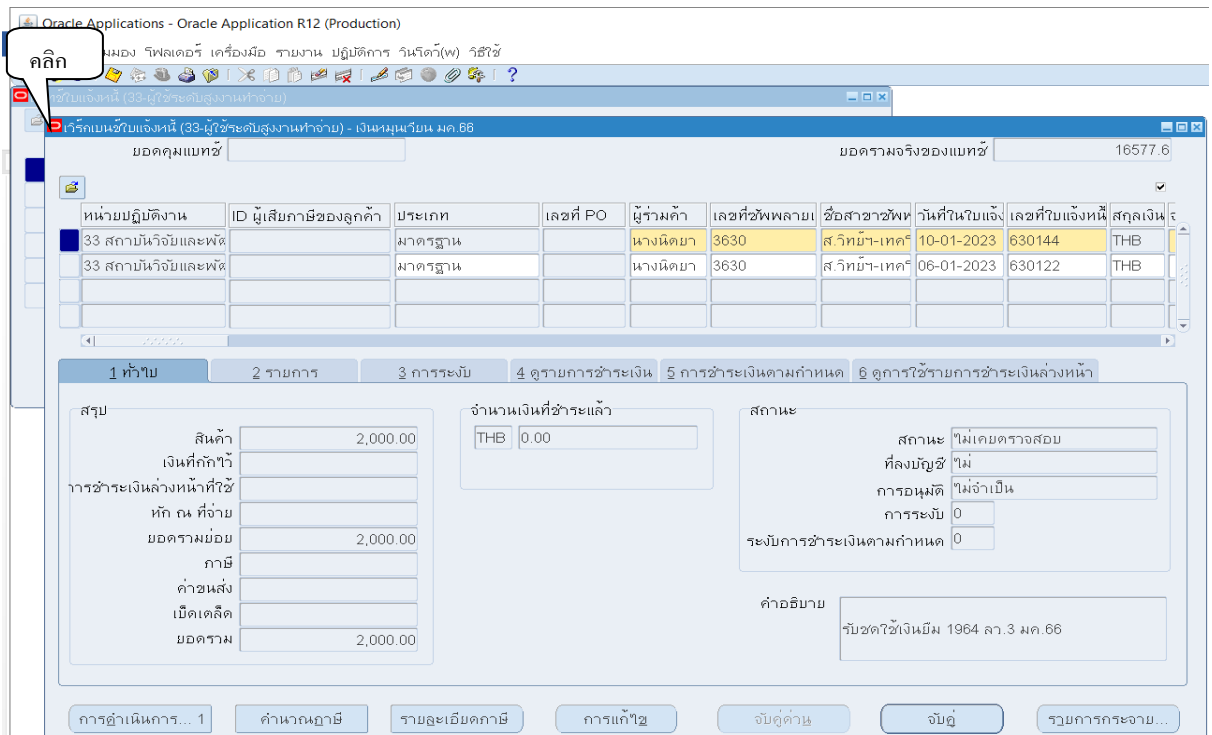 Oracle Applications - Oracle Application R12 (Production)
คลิก
มุมมอง โฟลเดอร์ เครื่องมือ รายงาน ปฏิบัติการ วินโดว์(w) วิธีใช้
(33-ผู้ใช้ระดับสูงงานทำจ่าย)
เวิร์กเบนช์ใบแจ้งหนี้ (33-ผู้ใช้ระดับสูงงานทำจ่าย) - เงินหมุนเวียน มค.66
ยอดคุมแบทช์
ยอดรวมจริงของแบทช์ 16577.6
หน่วยปฏิบัติงาน ID ผู้เสียภาษีของลูกค้า ประเภท เลขที่ PO ผู้ร่วมค้า เลขที่ซัพพลายเ ชื่อสาขาซัพพ วันที่ในใบแจ้ง เลขที่ใบแจ้งหนี้ สกุลเงิน
33 สถาบันวิจัยและพัต มาตรฐาน นางนิตยา 3630 ส.วิทย์ฯ-เทค 10-01-2023 630144 THB
33 สถาบันวิจัยและพัต มาตรฐาน นางนิตยา 3630 ส.วิทย์ฯ-เทค 06-01-2023 630122 THB
1 ทั่วไป 2 รายการ 3 การระงับ 4 ดูรายการชำระเงิน 5 การชำระเงินตามกำหนด 6 ดูการใช้รายการชำระเงินล่วงหน้า
สรุป
สินค้า 2,000.00
เงินที่กักไว้
การชำระเงินล่วงหน้าที่ใช้
หัก ณ ที่จ่าย
ยอดรวมย่อย 2,000.00
ภาษี
ค่าขนส่ง
เบ็ดเตล็ด
ยอดรวม 2,000.00
จำนวนเงินที่ชำระแล้ว
THB 0.00
สถานะ
สถานะ ไม่เคยตรวจสอบ
ที่ลงบัญชี ไม่
การอนุมัติ ไม่จำเป็น
การระงับ 0
ระงับการชำระเงินตามกำหนด 0
คำอธิบาย
รับชดใช้เงินยืม 1964 ลว.3 มค.66
การดำเนินการ... 1 คำนวณภาษี รายละเอียดภาษี การแก้ไข จับคู่ด้าน จับคู่ รวมการกระจาย...